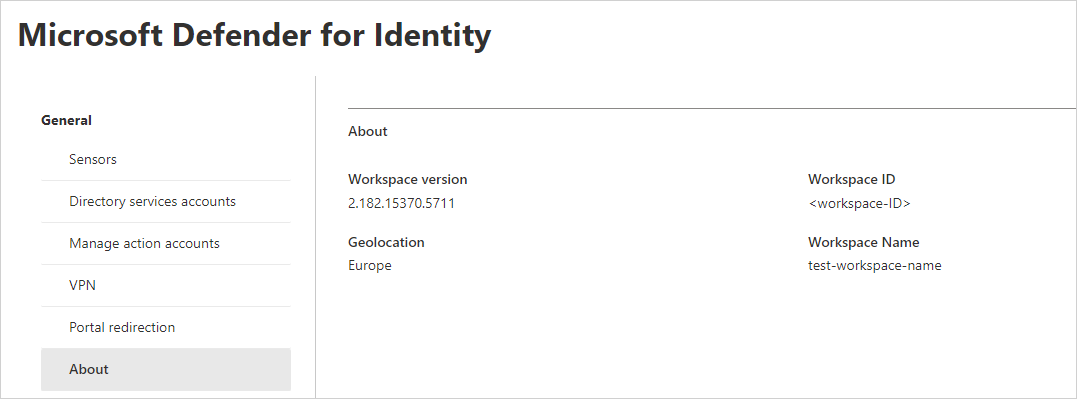 Microsoft Defender for Identity
General
Sensors
Directory services accounts
Manage action accounts
VPN
Portal redirection
About
About
Workspace version
2.182.15370.5711
Workspace ID
<workspace-ID>
Geolocation
Europe
Workspace Name
test-workspace-name